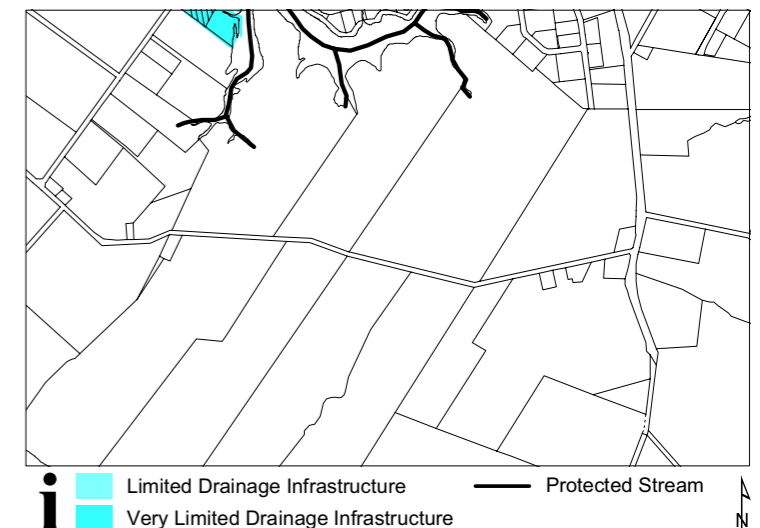 i Limited Drainage Infrastructure Protected Stream
Very Limited Drainage Infrastructure
N